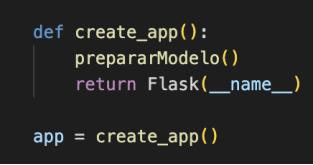 def create_app():
    prepararModelo()
    return Flask(__name__)
app = create_app()